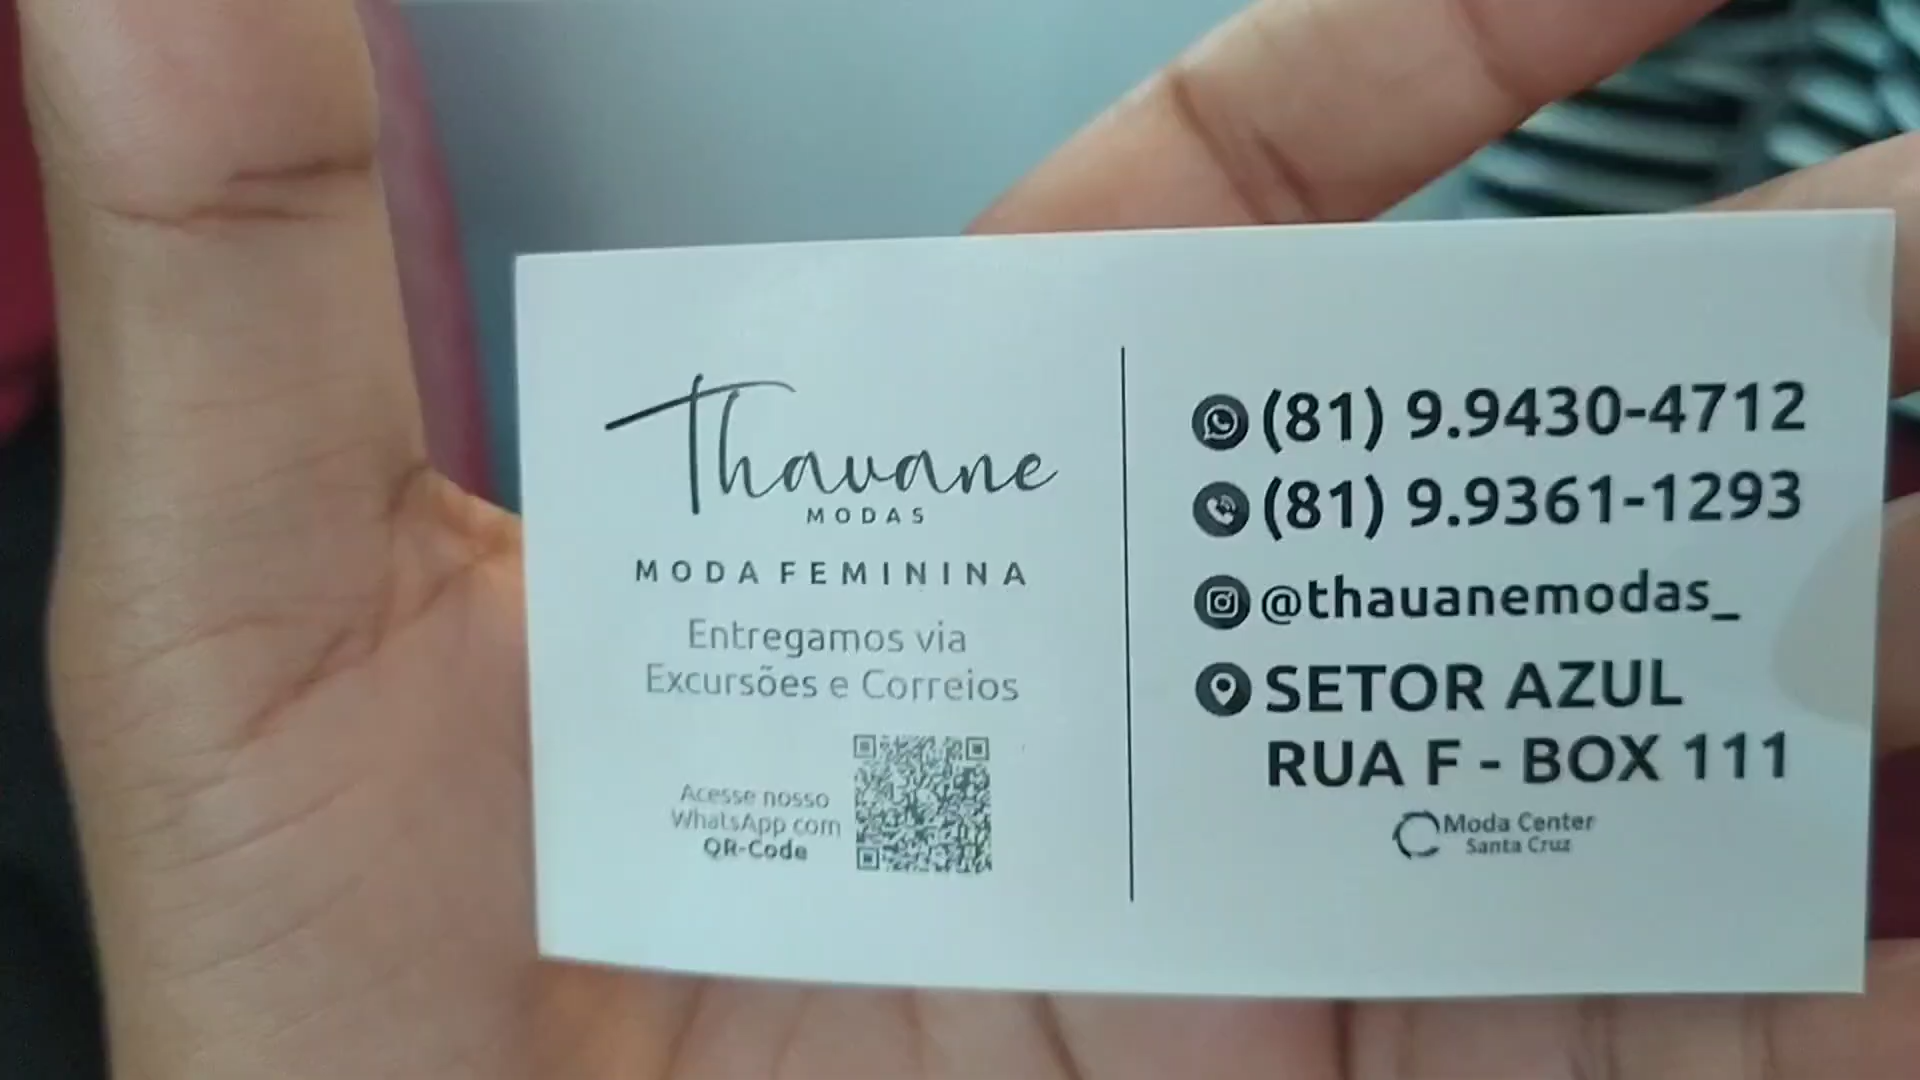 Thauane
MODAS
MODA FEMININA
Entregamos via
Excursões e Correios
Acesse nosso
WhatsApp com
QR-Code
(81) 9.9430-4712
(81) 9.9361-1293
@thauanemodas_
SETOR AZUL
RUA F - BOX 111
Moda Center
Santa Cruz